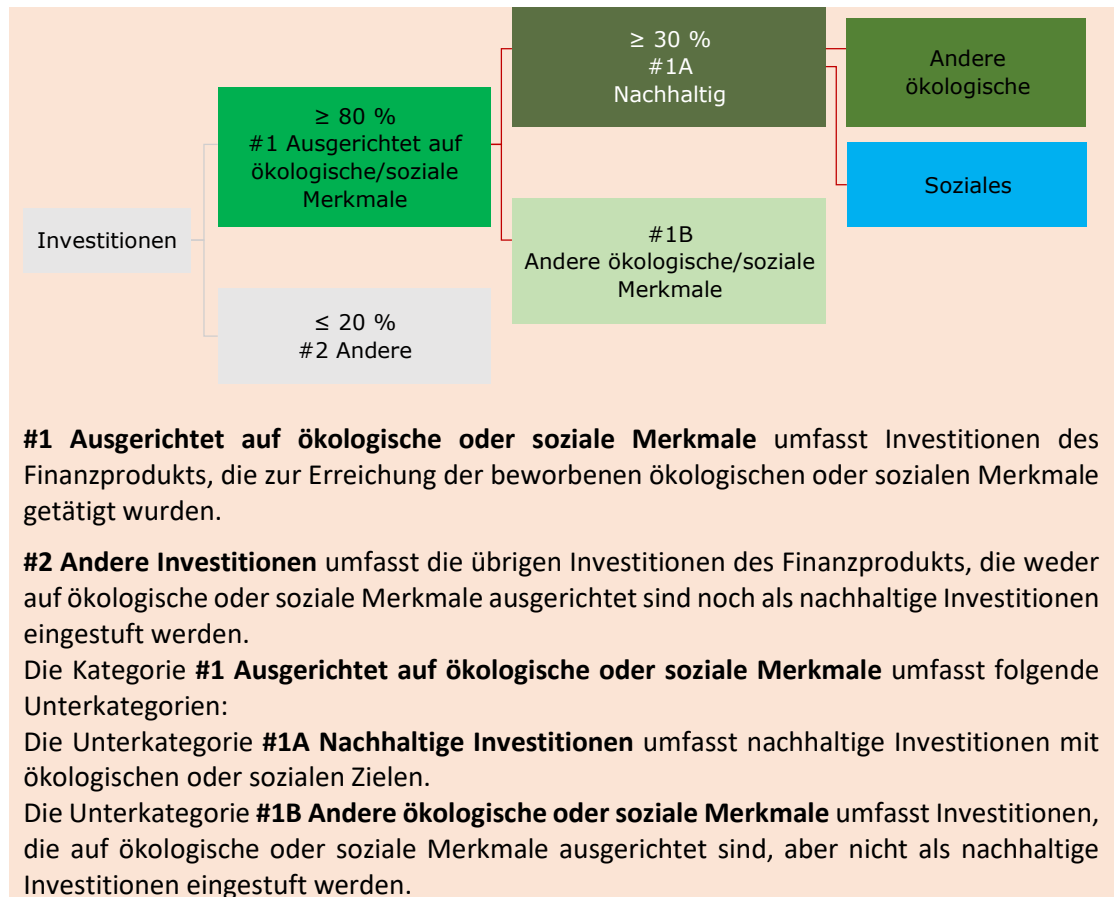 ≥ 30 %
#1A
Nachhaltig
Andere
ökologische
≥ 80 %
#1 Ausgerichtet auf
ökologische/soziale
Merkmale
Soziales
Investitionen
#1B
Andere ökologische/soziale
Merkmale
≤ 20 %
#2 Andere
#1 Ausgerichtet auf ökologische oder soziale Merkmale umfasst Investitionen des
Finanzprodukts, die zur Erreichung der beworbenen ökologischen oder sozialen Merkmale
getätigt wurden.
#2 Andere Investitionen umfasst die übrigen Investitionen des Finanzprodukts, die weder
auf ökologische oder soziale Merkmale ausgerichtet sind noch als nachhaltige Investitionen
eingestuft werden.
Die Kategorie #1 Ausgerichtet auf ökologische oder soziale Merkmale umfasst folgende
Unterkategorien:
Die Unterkategorie #1A Nachhaltige Investitionen umfasst nachhaltige Investitionen mit
ökologischen oder sozialen Zielen.
Die Unterkategorie #1B Andere ökologische oder soziale Merkmale umfasst Investitionen,
die auf ökologische oder soziale Merkmale ausgerichtet sind, aber nicht als nachhaltige
Investitionen eingestuft werden.